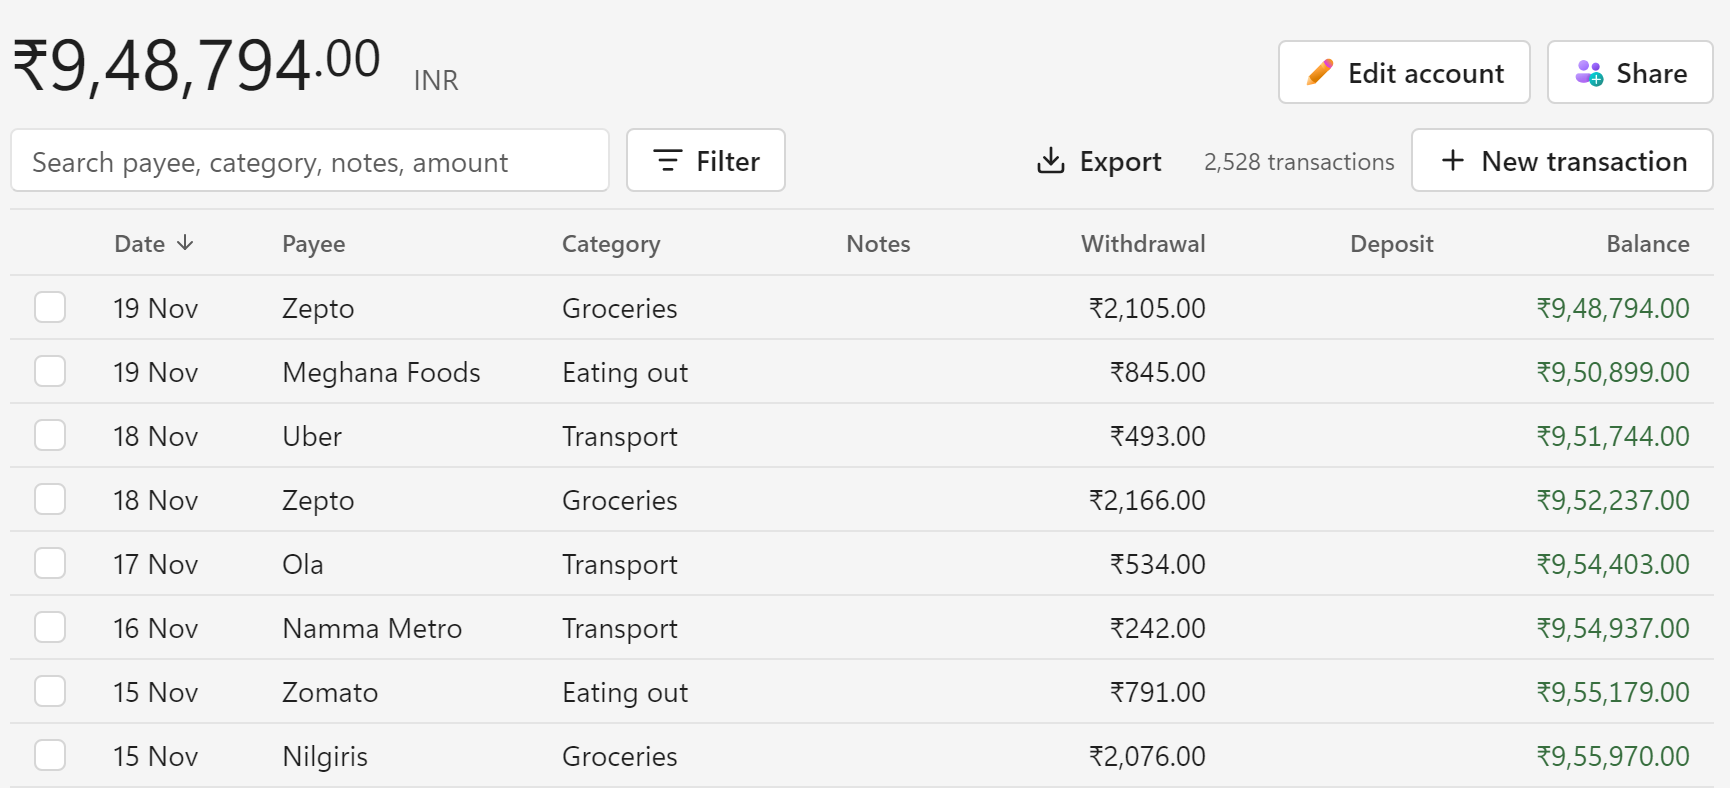 ₹9,48,794.00 INR
Edit account
Share
Search payee, category, notes, amount
Filter
Export
2,528 transactions
+ New transaction
Date ↓ Payee Category Notes Withdrawal Deposit Balance
19 Nov Zepto Groceries ₹2,105.00 ₹9,48,794.00
19 Nov Meghana Foods Eating out ₹845.00 ₹9,50,899.00
18 Nov Uber Transport ₹493.00 ₹9,51,744.00
18 Nov Zepto Groceries ₹2,166.00 ₹9,52,237.00
17 Nov Ola Transport ₹534.00 ₹9,54,403.00
16 Nov Namma Metro Transport ₹242.00 ₹9,54,937.00
15 Nov Zomato Eating out ₹791.00 ₹9,55,179.00
15 Nov Nilgiris Groceries ₹2,076.00 ₹9,55,970.00